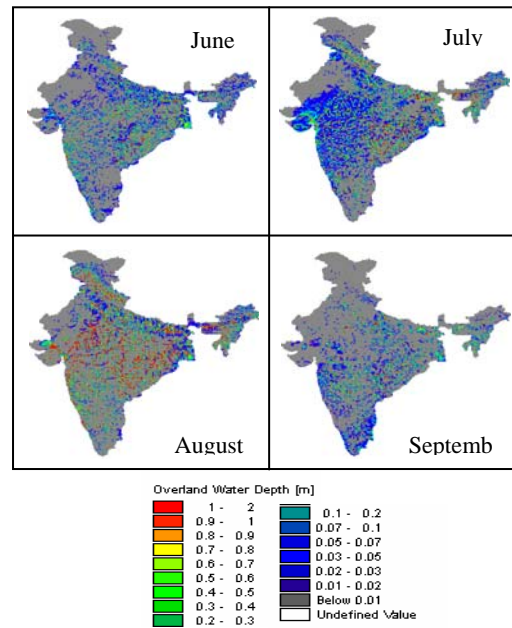 June
July
August
Septemb
Overland Water Depth [m]
1 - 2
0.9 - 1
0.8 - 0.9
0.7 - 0.8
0.6 - 0.7
0.5 - 0.6
0.4 - 0.5
0.3 - 0.4
0.2 - 0.3
0.1 - 0.2
0.07 - 0.1
0.05 - 0.07
0.03 - 0.05
0.02 - 0.03
0.01 - 0.02
Below 0.01
Undefined Value